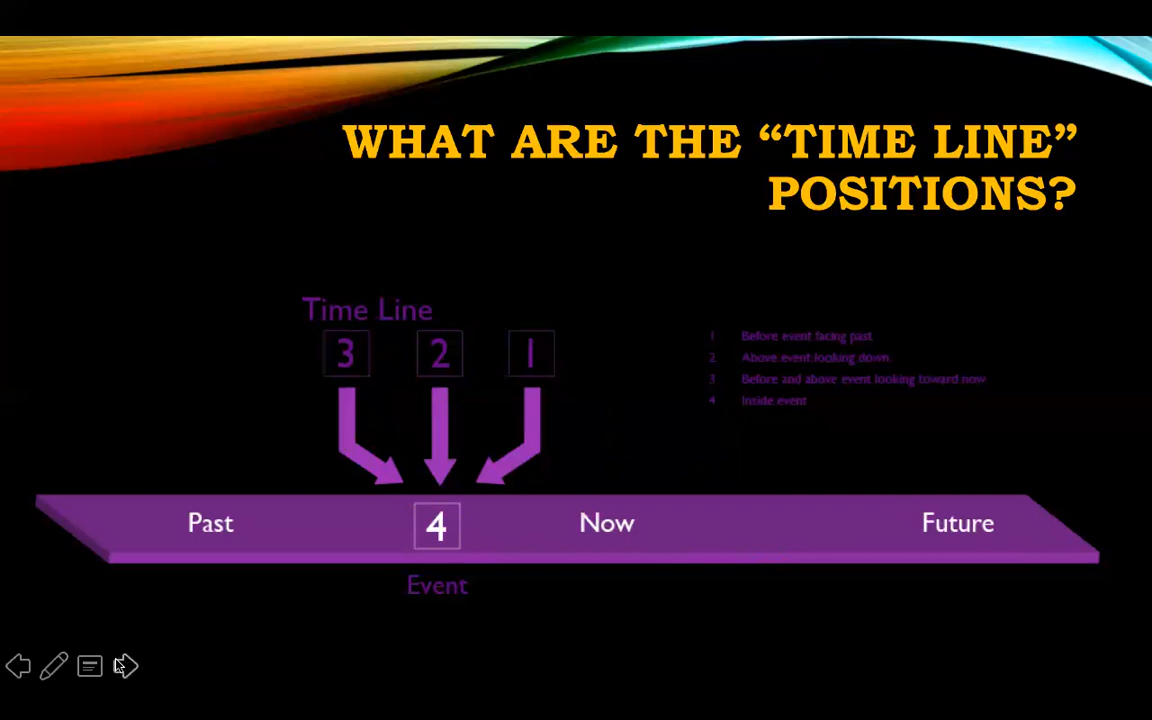 WHAT ARE THE “TIME LINE”
POSITIONS?
Time Line
3 2 1
1 Before event facing past
2 Above event looking down.
3 Before and above event looking toward now
4 Inside event
Past 4 Now Future
Event